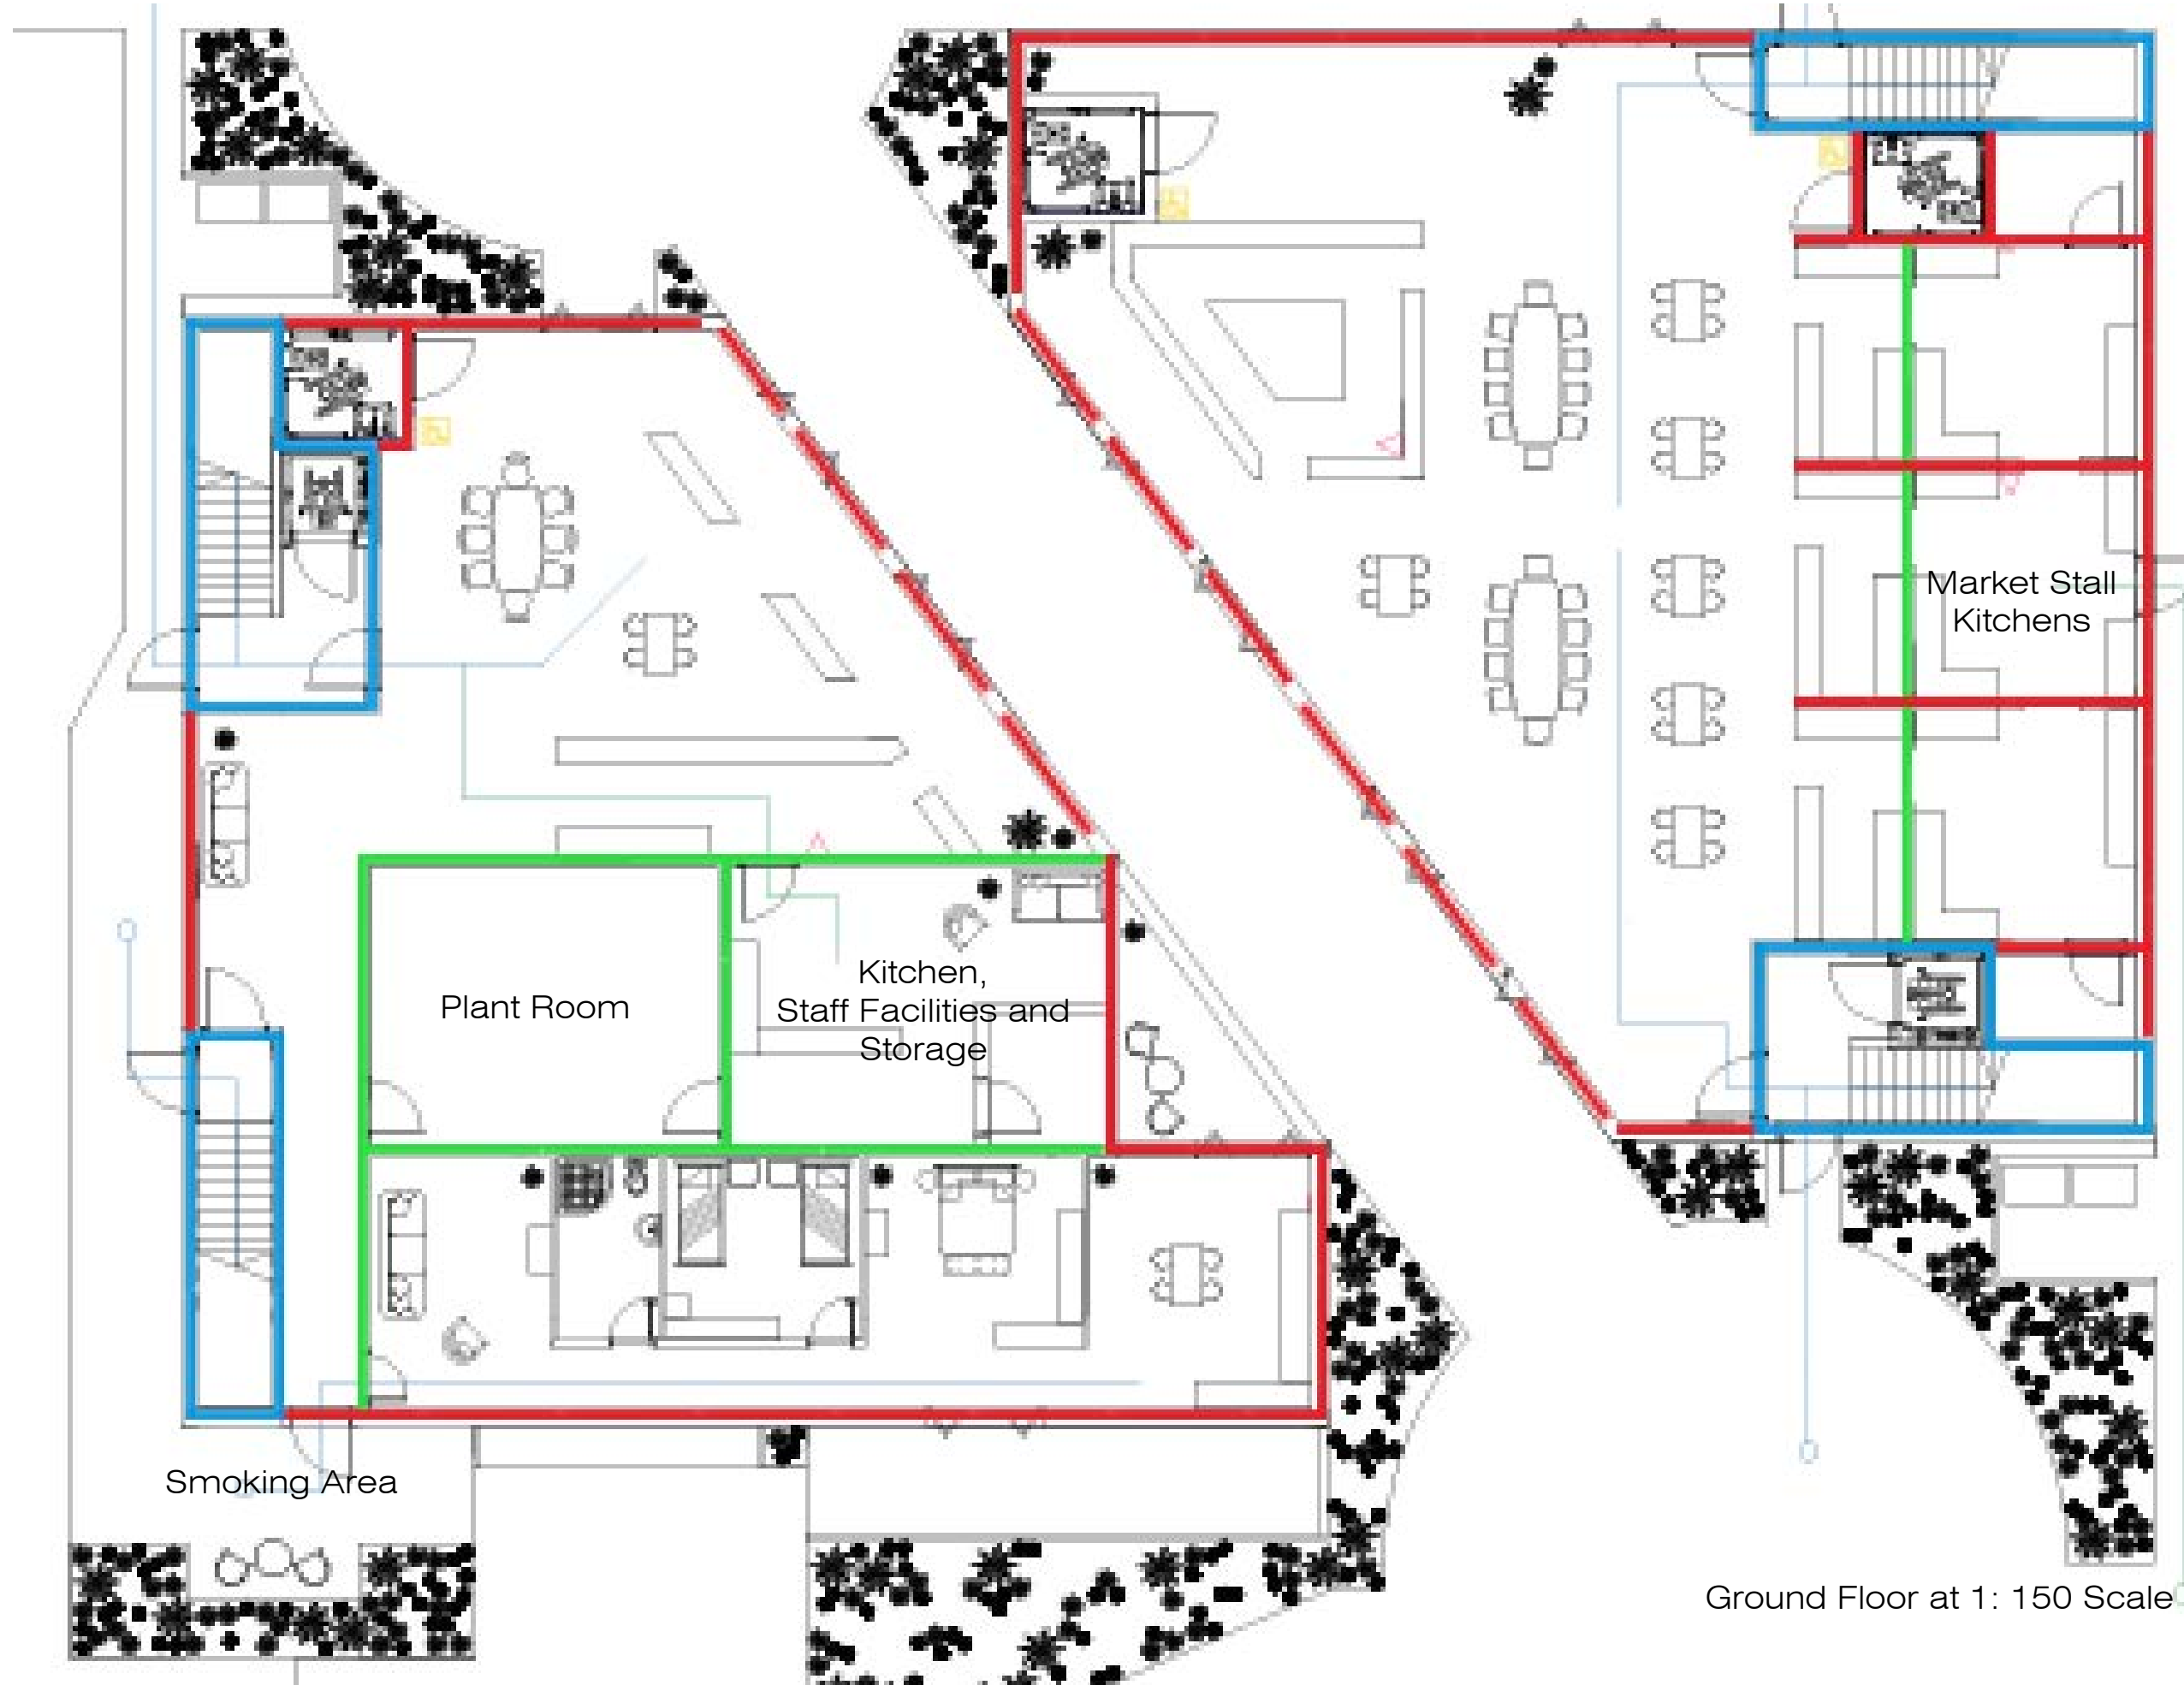 Market Stall
Kitchens
Plant Room
Kitchen,
Staff Facilities and
Storage
Smoking Area
Ground Floor at 1: 150 Scale